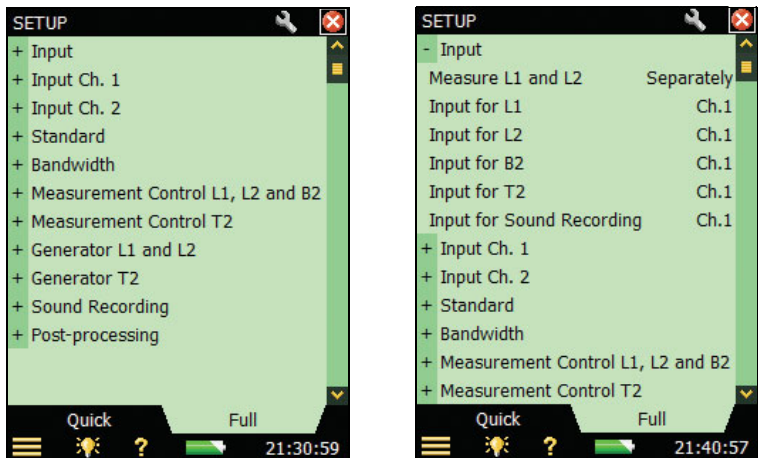 SETUP
+ Input
+ Input Ch. 1
+ Input Ch. 2
+ Standard
+ Bandwidth
+ Measurement Control L1, L2 and B2
+ Measurement Control T2
+ Generator L1 and L2
+ Generator T2
+ Sound Recording
+ Post-processing
Quick Full
? 21:30:59
SETUP
- Input
Measure L1 and L2 Separately
Input for L1 Ch.1
Input for L2 Ch.1
Input for B2 Ch.1
Input for T2 Ch.1
Input for Sound Recording Ch.1
+ Input Ch. 1
+ Input Ch. 2
+ Standard
+ Bandwidth
+ Measurement Control L1, L2 and B2
+ Measurement Control T2
Quick Full
? 21:40:57